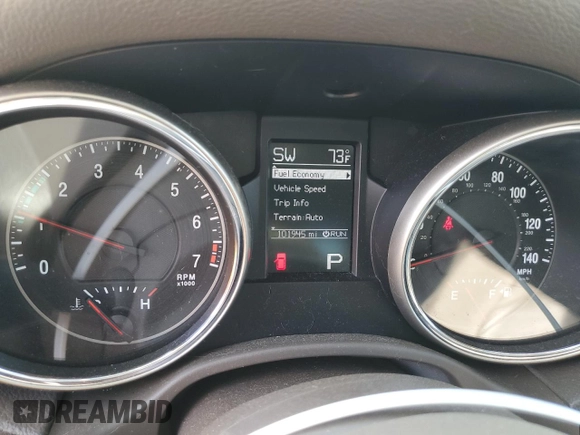 SW 73°F
Fuel Economy
Vehicle Speed
Trip Info
Terrain:Auto
101945 mi RUN
P
0 1 2 3 4 5 6 7
RPM
x1000
H
80 100 120 140
MPH
E F
DREAMBID